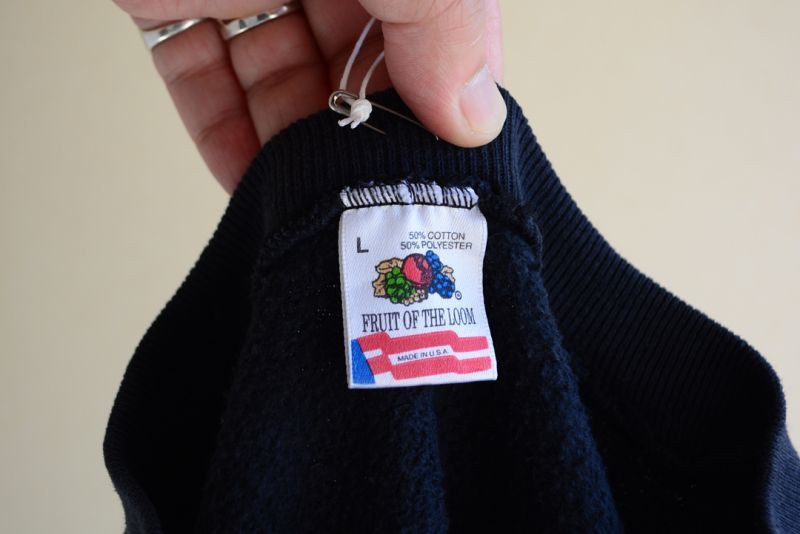 L
50% COTTON
50% POLYESTER
®
FRUIT OF THE LOOM
MADE IN U.S.A.